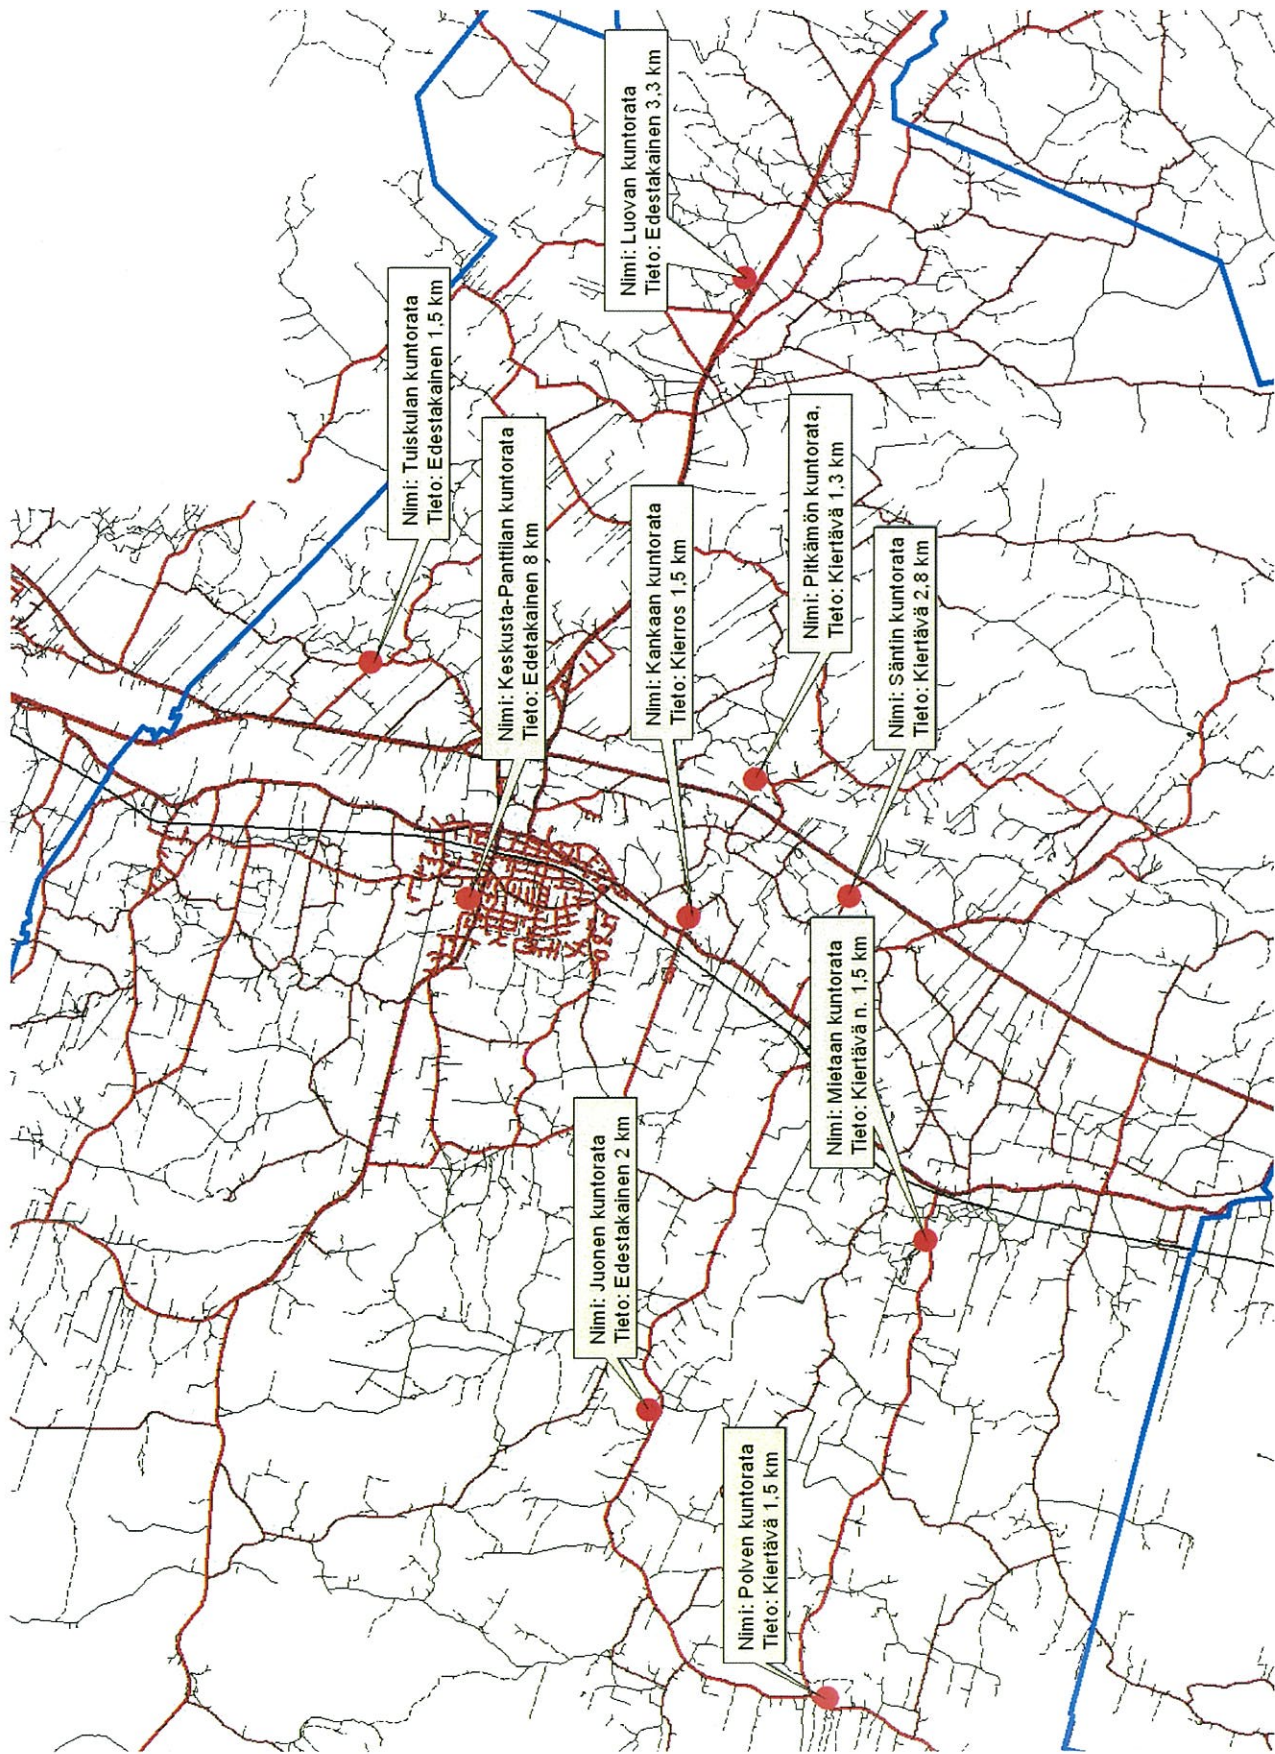 Nimi: Luovan kuntorata
Tieto: Edestakainen 3,3 km
Nimi: Tuiskulan kuntorata
Tieto: Edestakainen 1,5 km
Nimi: Keskusta-Panttilan kuntorata
Tieto: Edetakainen 8 km
Nimi: Kankaan kuntorata
Tieto: Kierros 1,5 km
Nimi: Pitkämön kuntorata,
Tieto: Kiertävä 1,3 km
Nimi: Säntin kuntorata
Tieto: Kiertävä 2,8 km
Nimi: Mietaan kuntorata
Tieto: Kiertävä n. 1,5 km
Nimi: Juonen kuntorata
Tieto: Edestakainen 2 km
Nimi: Polven kuntorata
Tieto: Kiertävä 1,5 km